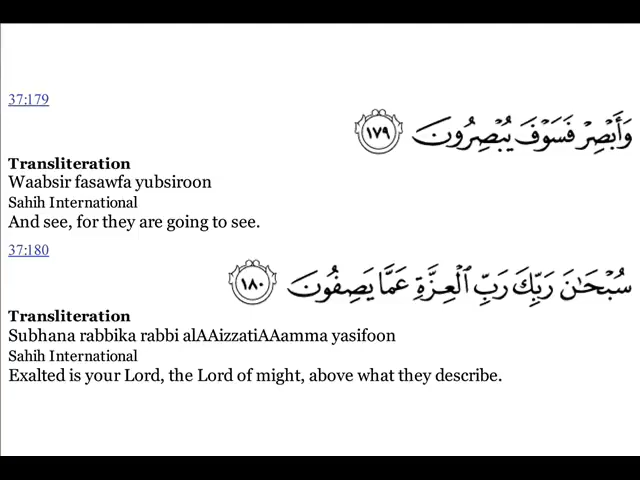 37:179
وَأَبْصِرْ فَسَوْفَ يُبْصِرُونَ ١٧٩
Transliteration
Waabsir fasawfa yubsiroon
Sahih International
And see, for they are going to see.
37:180
سُبْحَـٰنَ رَبِّكَ رَبِّ ٱلْعِزَّةِ عَمَّا يَصِفُونَ ١٨٠
Transliteration
Subhana rabbika rabbi alAAizzatiAAamma yasifoon
Sahih International
Exalted is your Lord, the Lord of might, above what they describe.